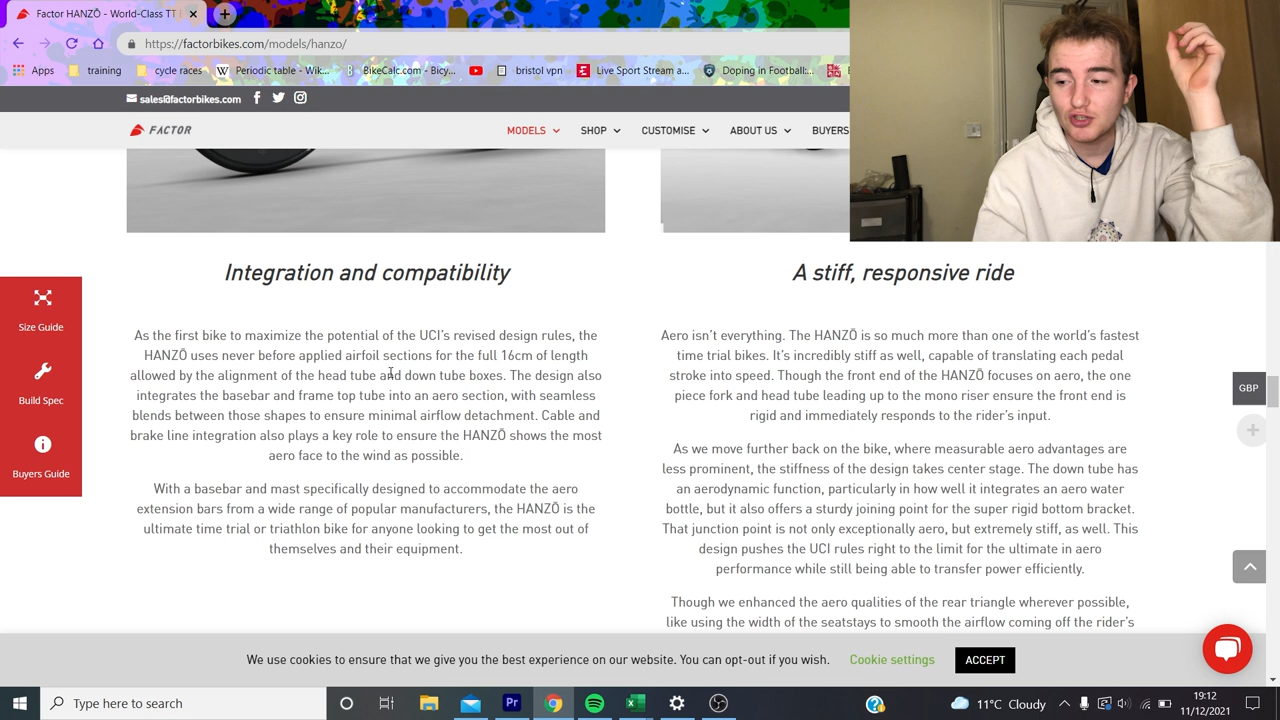 Factor HANZŌ - World-Class TT
https://factorbikes.com/models/hanzo/
Apps
training
cycle races
Periodic table - Wik...
BikeCalc.com - Bicy...
bristol vpn
Live Sport Stream a...
Doping in Football:...
sales@factorbikes.com
FACTOR
MODELS
SHOP
CUSTOMISE
ABOUT US
BUYERS
Integration and compatibility
As the first bike to maximize the potential of the UCI's revised design rules, the
HANZŌ uses never before applied airfoil sections for the full 16cm of length
allowed by the alignment of the head tube and down tube boxes. The design also
integrates the basebar and frame top tube into an aero section, with seamless
blends between those shapes to ensure minimal airflow detachment. Cable and
brake line integration also plays a key role to ensure the HANZŌ shows the most
aero face to the wind as possible.
With a basebar and mast specifically designed to accommodate the aero
extension bars from a wide range of popular manufacturers, the HANZŌ is the
ultimate time trial or triathlon bike for anyone looking to get the most out of
themselves and their equipment.
A stiff, responsive ride
Aero isn't everything. The HANZŌ is so much more than one of the world's fastest
time trial bikes. It's incredibly stiff as well, capable of translating each pedal
stroke into speed. Though the front end of the HANZŌ focuses on aero, the one
piece fork and head tube leading up to the mono riser ensure the front end is
rigid and immediately responds to the rider's input.
As we move further back on the bike, where measurable aero advantages are
less prominent, the stiffness of the design takes center stage. The down tube has
an aerodynamic function, particularly in how well it integrates an aero water
bottle, but it also offers a sturdy joining point for the super rigid bottom bracket.
That junction point is not only exceptionally aero, but extremely stiff, as well. This
design pushes the UCI rules right to the limit for the ultimate in aero
performance while still being able to transfer power efficiently.
Though we enhanced the aero qualities of the rear triangle wherever possible,
like using the width of the seatstays to smooth the airflow coming off the rider's
Size Guide
Build Spec
Buyers Guide
GBP
We use cookies to ensure that we give you the best experience on our website. You can opt-out if you wish.
Cookie settings
ACCEPT
Type here to search
11°C Cloudy
19:12
11/12/2021